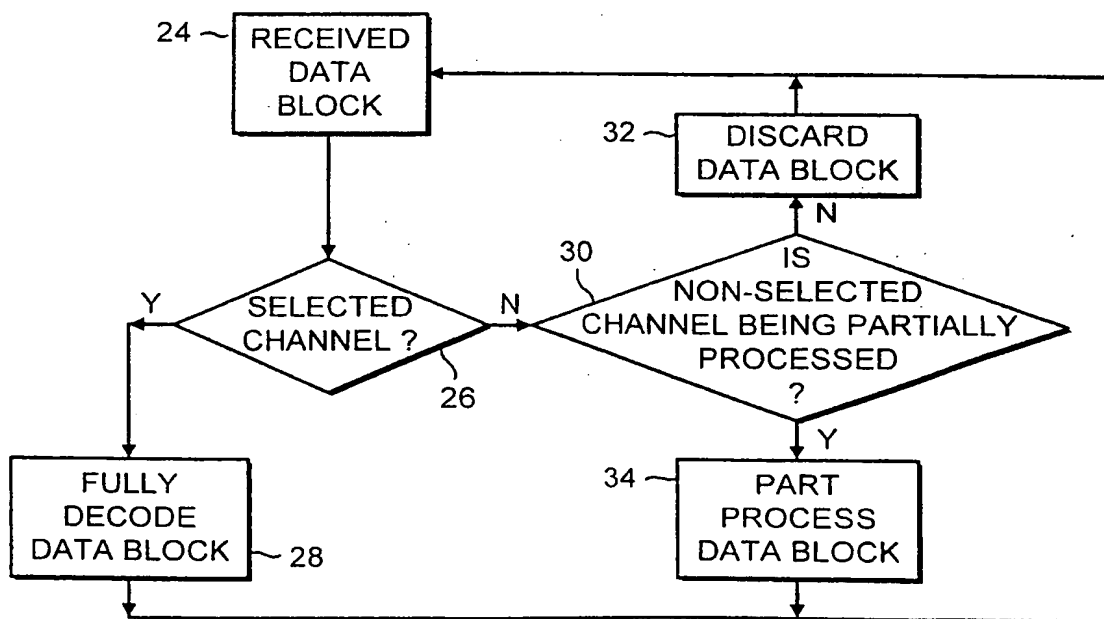 24
RECEIVED
DATA
BLOCK
32
DISCARD
DATA BLOCK
N
30
IS
NON-SELECTED
CHANNEL BEING PARTIALLY
PROCESSED
?
Y
SELECTED
CHANNEL ?
N
26
Y
FULLY
DECODE
DATA BLOCK
28
34
PART
PROCESS
DATA BLOCK